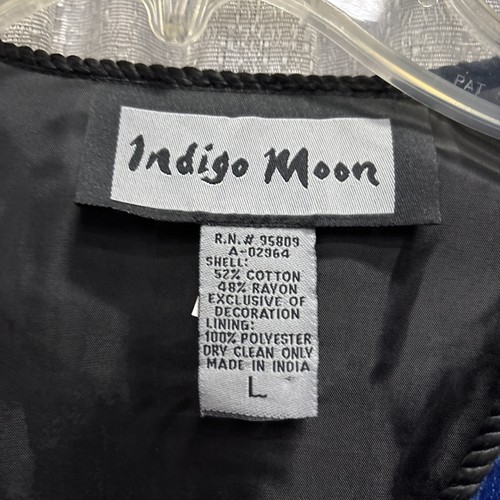 PAT
Indigo Moon
R.N.# 95809
A-02964
SHELL:
52% COTTON
48% RAYON
EXCLUSIVE OF
DECORATION
LINING:
100% POLYESTER
DRY CLEAN ONLY
MADE IN INDIA
L